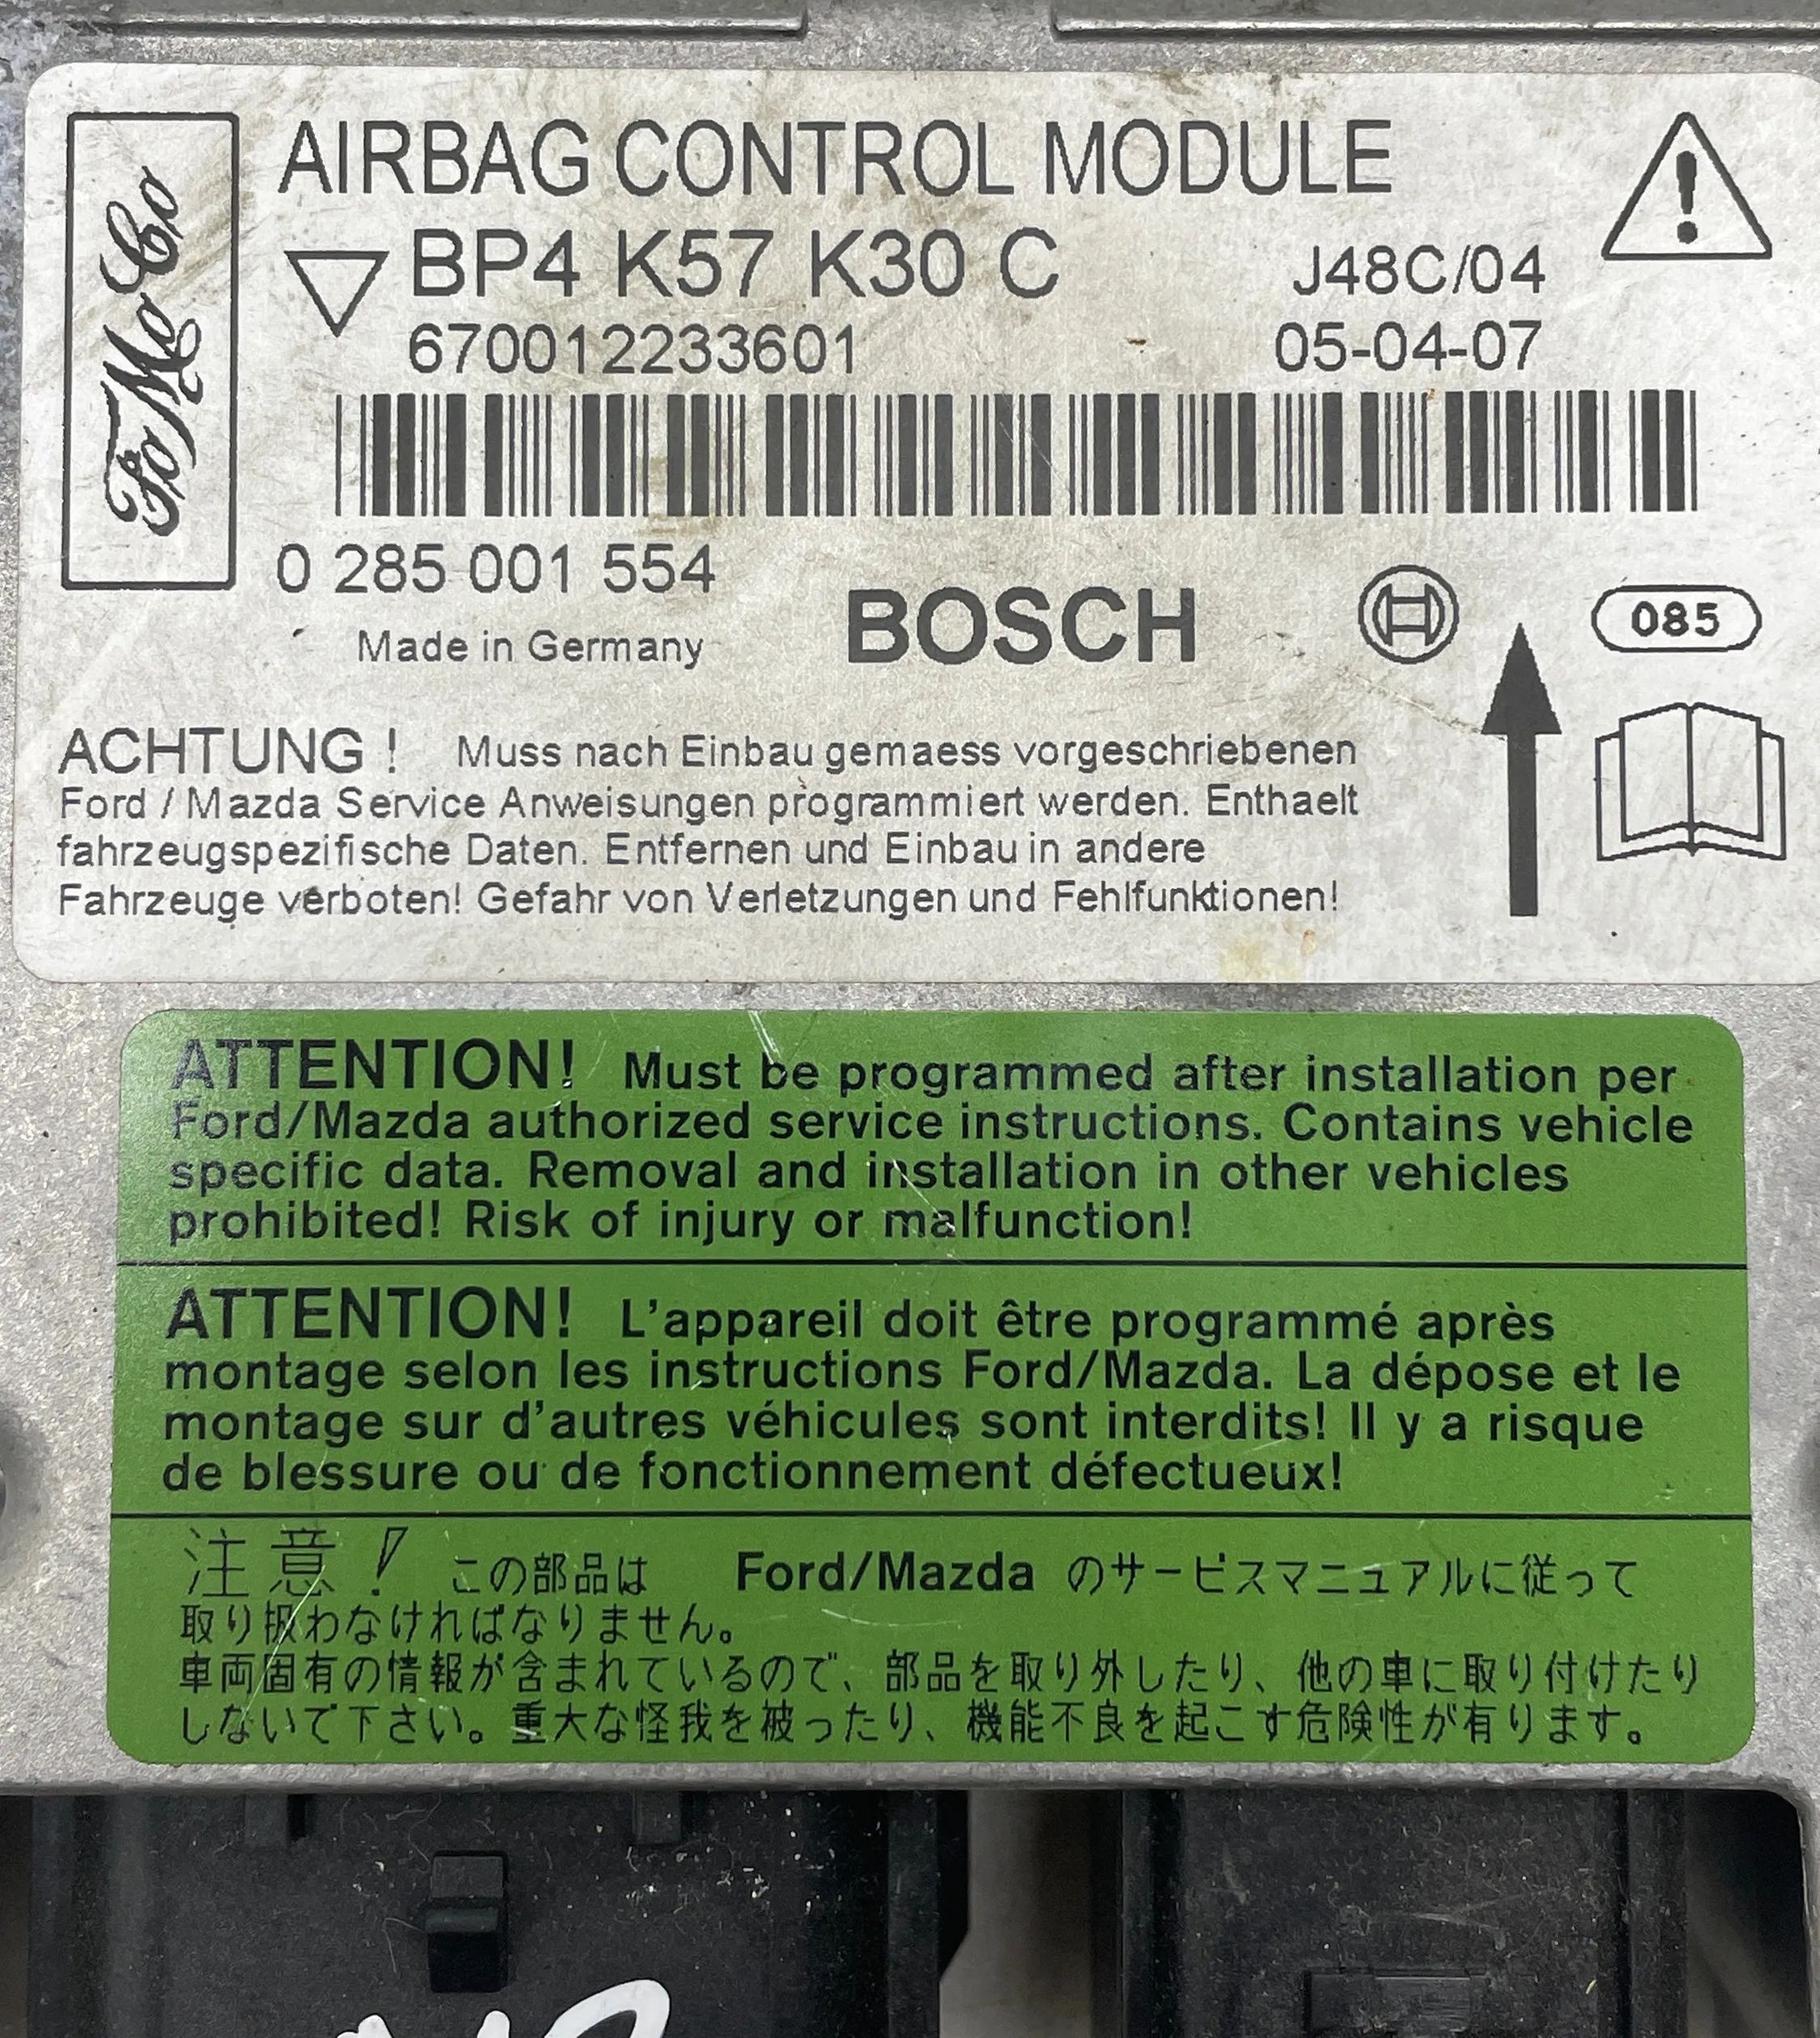 FoMoCo
AIRBAG CONTROL MODULE
BP4 K57 K30 C
J48C/04
670012233601
05-04-07
0 285 001 554
Made in Germany
BOSCH
085
ACHTUNG ! Muss nach Einbau gemaess vorgeschriebenen
Ford / Mazda Service Anweisungen programmiert werden. Enthaelt
fahrzeugspezifische Daten. Entfernen und Einbau in andere
Fahrzeuge verboten! Gefahr von Verletzungen und Fehlfunktionen!
ATTENTION! Must be programmed after installation per
Ford/Mazda authorized service instructions. Contains vehicle
specific data. Removal and installation in other vehicles
prohibited! Risk of injury or malfunction!
ATTENTION! L'appareil doit être programmé après
montage selon les instructions Ford/Mazda. La dépose et le
montage sur d'autres véhicules sont interdits! Il y a risque
de blessure ou de fonctionnement défectueux!
注意！ この部品は Ford/Mazda のサービスマニュアルに従って
取り扱わなければなりません。
車両固有の情報が含まれているので、部品を取り外したり、他の車に取り付けたり
しないで下さい。重大な怪我を被ったり、機能不良を起こす危険性が有ります。